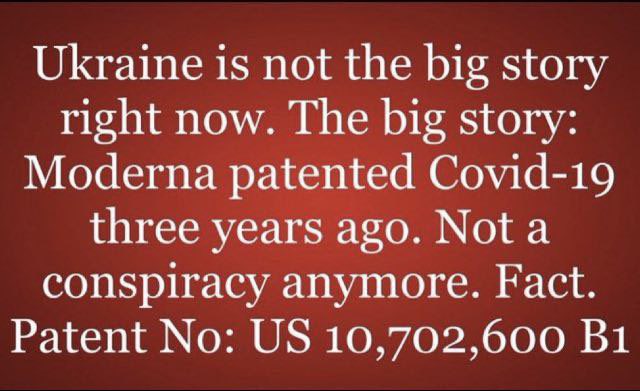 Ukraine is not the big story
right now. The big story:
Moderna patented Covid-19
three years ago. Not a
conspiracy anymore. Fact.
Patent No: US 10,702,600 B1